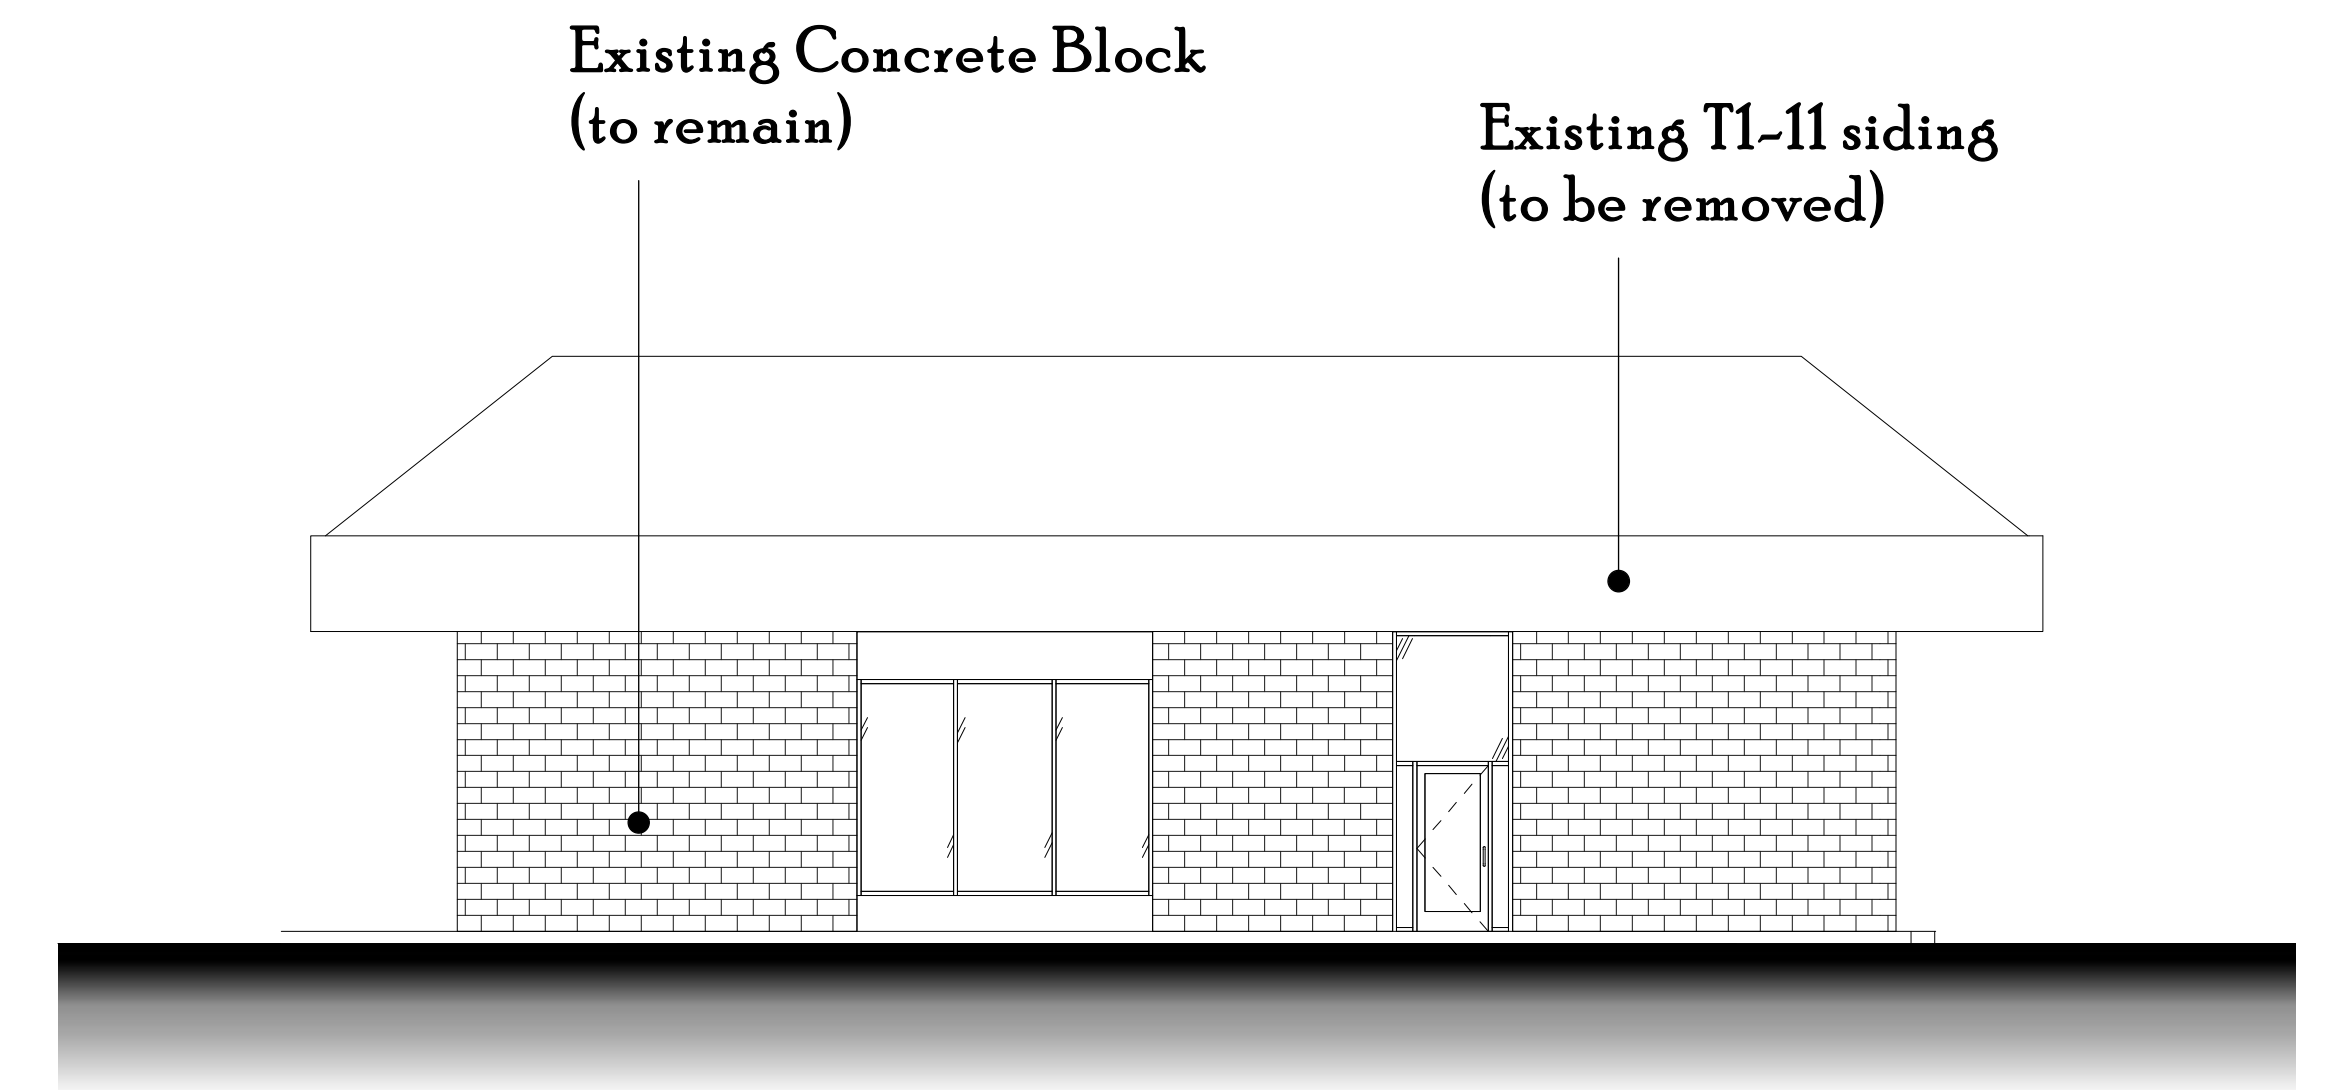 Existing Concrete Block
(to remain)
Existing T1-11 siding
(to be removed)